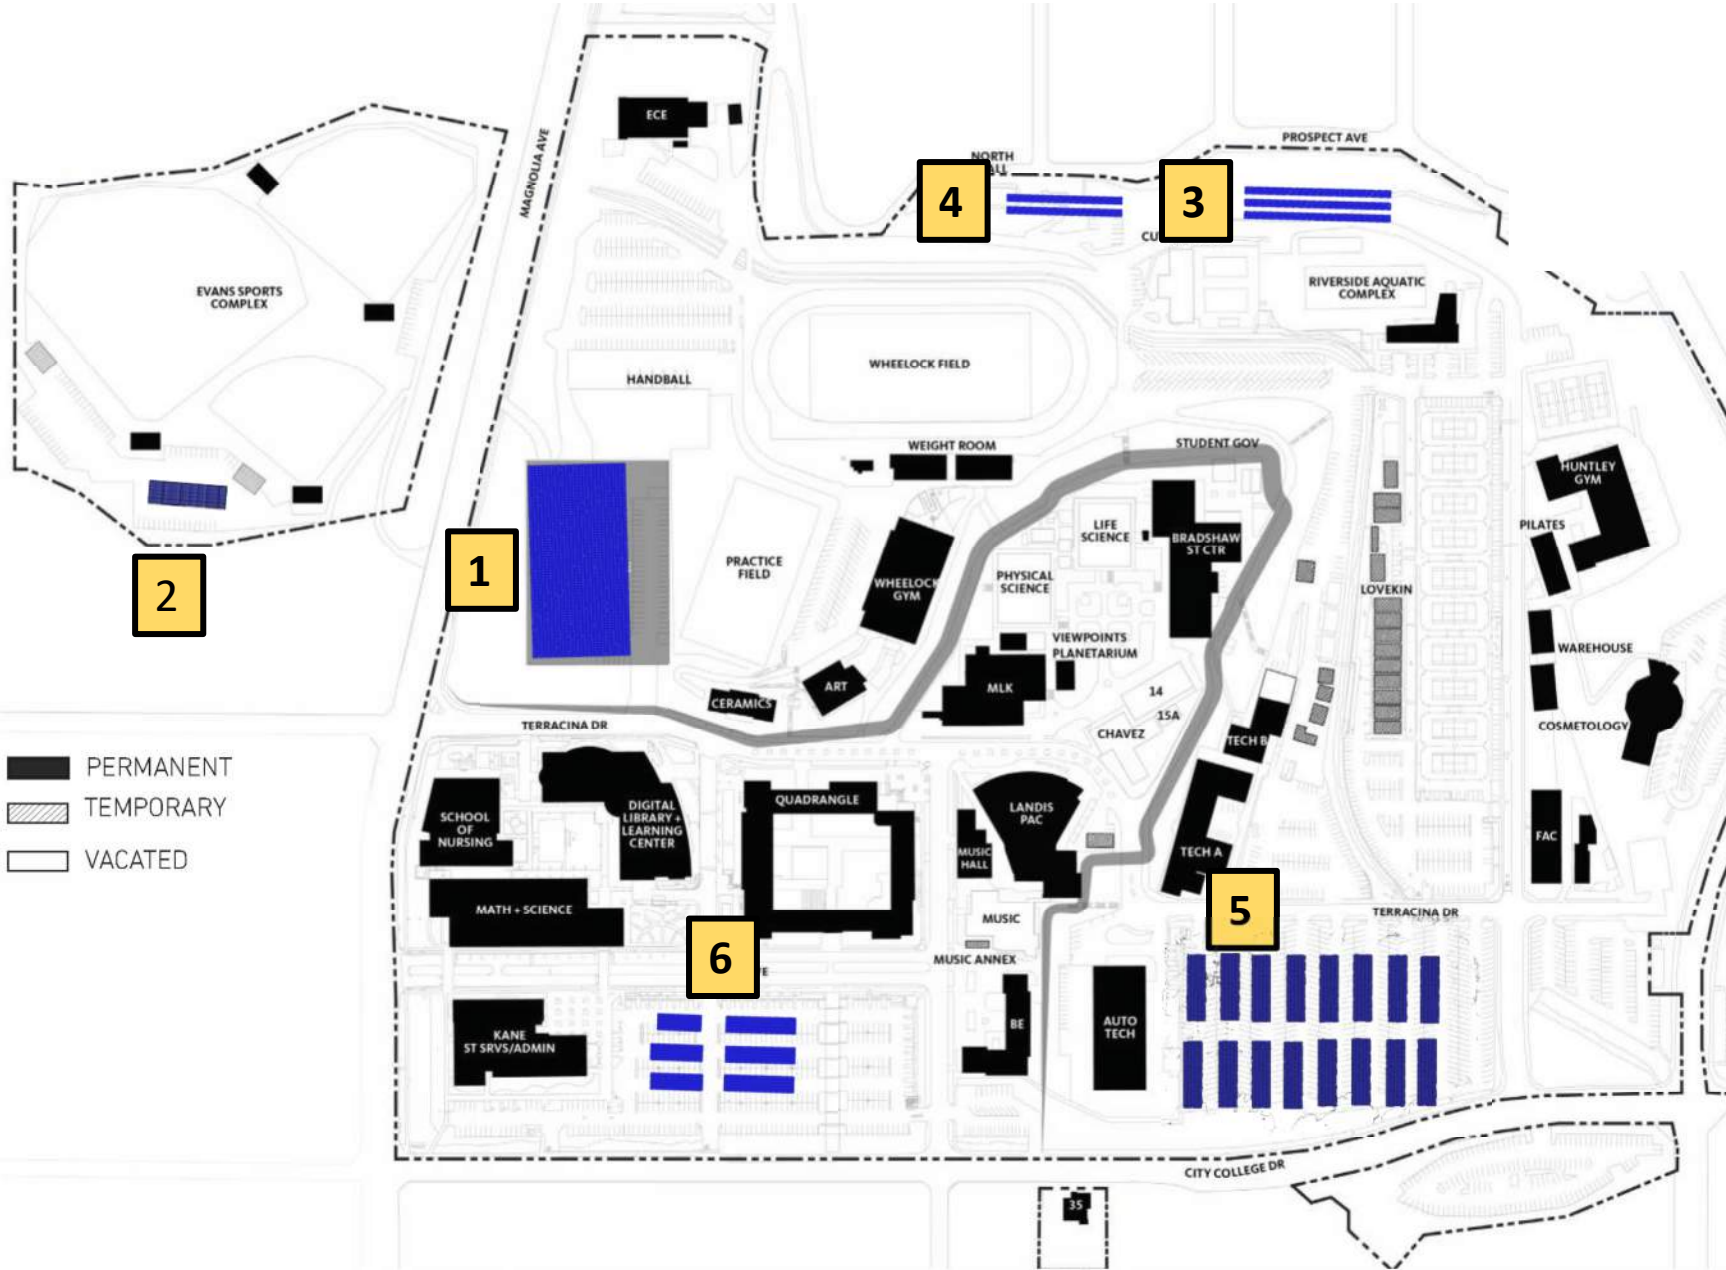 ECE
MAGNOLIA AVE
PROSPECT AVE
NORTH
4
3
EVANS SPORTS
COMPLEX
RIVERSIDE AQUATIC
COMPLEX
WHEELOCK FIELD
HANDBALL
WEIGHT ROOM
STUDENT GOV
HUNTLEY
GYM
PILATES
LIFE
SCIENCE
BRADSHAW
ST CTR
1
2
PRACTICE
FIELD
WHEELOCK
GYM
PHYSICAL
SCIENCE
LOVEKIN
VIEWPOINTS
PLANETARIUM
WAREHOUSE
ART
MLK
14
15A
CERAMICS
TERRACINA DR
CHAVEZ
TECH B
COSMETOLOGY
PERMANENT
TEMPORARY
VACATED
SCHOOL
OF
NURSING
DIGITAL
LIBRARY +
LEARNING
CENTER
QUADRANGLE
LANDIS
PAC
MUSIC
HALL
TECH A
FAC
MATH + SCIENCE
MUSIC
5
TERRACINA DR
6
MUSIC ANNEX
KANE
ST SRVS/ADMIN
BE
AUTO
TECH
CITY COLLEGE DR
35